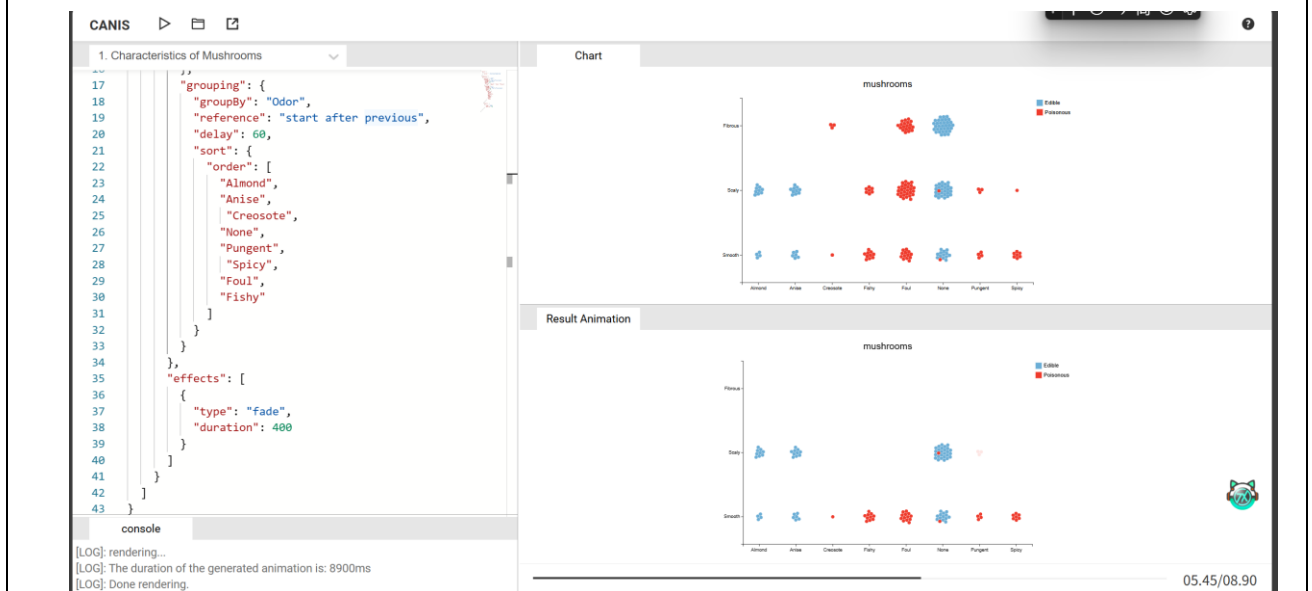 CANIS
1. Characteristics of Mushrooms
17 "grouping": {
18 "groupBy": "Odor",
19 "reference": "start after previous",
20 "delay": 60,
21 "sort": {
22 "order": [
23 "Almond",
24 "Anise",
25 "Creosote",
26 "None",
27 "Pungent",
28 "Spicy",
29 "Foul",
30 "Fishy"
31 ]
32 }
33 }
34 },
35 "effects": [
36 {
37 "type": "fade",
38 "duration": 400
39 }
40 ]
41 }
42 ]
43 }
console
[LOG]: rendering...
[LOG]: The duration of the generated animation is: 8900ms
[LOG]: Done rendering.
Chart
mushrooms
Edible
Poisonous
Fibrous
Scaly
Smooth
Almond Anise Creosote Fishy Foul None Pungent Spicy
Result Animation
mushrooms
Edible
Poisonous
Fibrous
Scaly
Smooth
Almond Anise Creosote Fishy Foul None Pungent Spicy
05.45/08.90